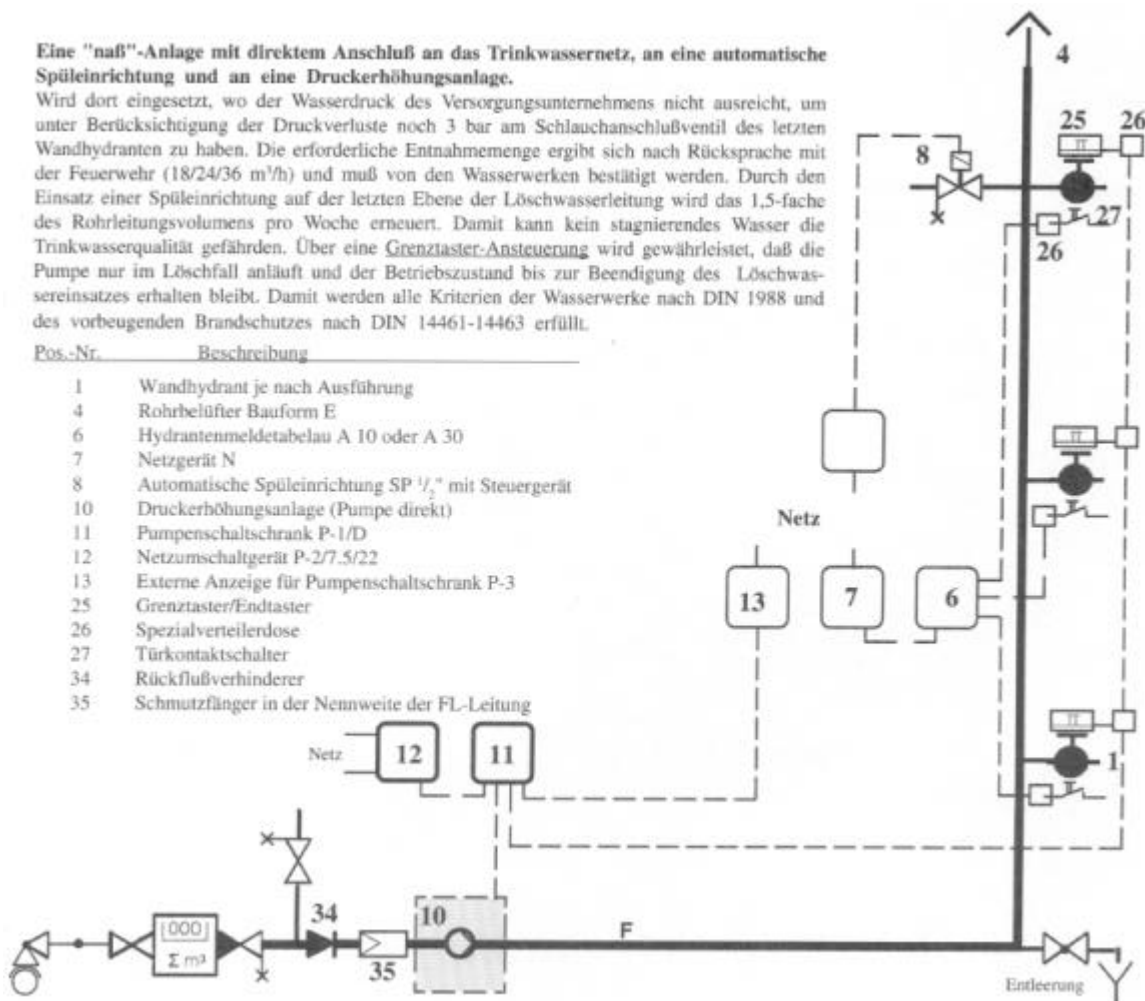 Eine "naß"-Anlage mit direktem Anschluß an das Trinkwassernetz, an eine automatische
Spüleinrichtung und an eine Druckerhöhungsanlage.
Wird dort eingesetzt, wo der Wasserdruck des Versorgungsunternehmens nicht ausreicht, um
unter Berücksichtigung der Druckverluste noch 3 bar am Schlauchanschlußventil des letzten
Wandhydranten zu haben. Die erforderliche Entnahmemenge ergibt sich nach Rücksprache mit
der Feuerwehr (18/24/36 m³/h) und muß von den Wasserwerken bestätigt werden. Durch den
Einsatz einer Spüleinrichtung auf der letzten Ebene der Löschwasserleitung wird das 1,5-fache
des Rohrleitungsvolumens pro Woche erneuert. Damit kann kein stagnierendes Wasser die
Trinkwasserqualität gefährden. Über eine Grenztaster-Ansteuerung wird gewährleistet, daß die
Pumpe nur im Löschfall anläuft und der Betriebszustand bis zur Beendigung des Löschwas-
sereinsatzes erhalten bleibt. Damit werden alle Kriterien der Wasserwerke nach DIN 1988 und
des vorbeugenden Brandschutzes nach DIN 14461-14463 erfüllt.
Pos.-Nr. Beschreibung
1 Wandhydrant je nach Ausführung
4 Rohrbelüfter Bauform E
6 Hydrantenmeldetabelau A 10 oder A 30
7 Netzgerät N
8 Automatische Spüleinrichtung SP 1/2" mit Steuergerät
10 Druckerhöhungsanlage (Pumpe direkt)
11 Pumpenschaltschrank P-1/D
12 Netzumschaltgerät P-2/7.5/22
13 Externe Anzeige für Pumpenschaltschrank P-3
25 Grenztaster/Endtaster
26 Spezialverteilerdose
27 Türkontaktschalter
34 Rückflußverhinderer
35 Schmutzfänger in der Nennweite der FL-Leitung
4
25 26
8
27
26
Netz
13 7 6
Netz 12 11
1
34 10
F
000
Σ m³
35
Entleerung